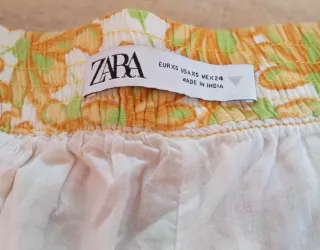 ZARA
EUR XS USA XS MEX 24
MADE IN INDIA